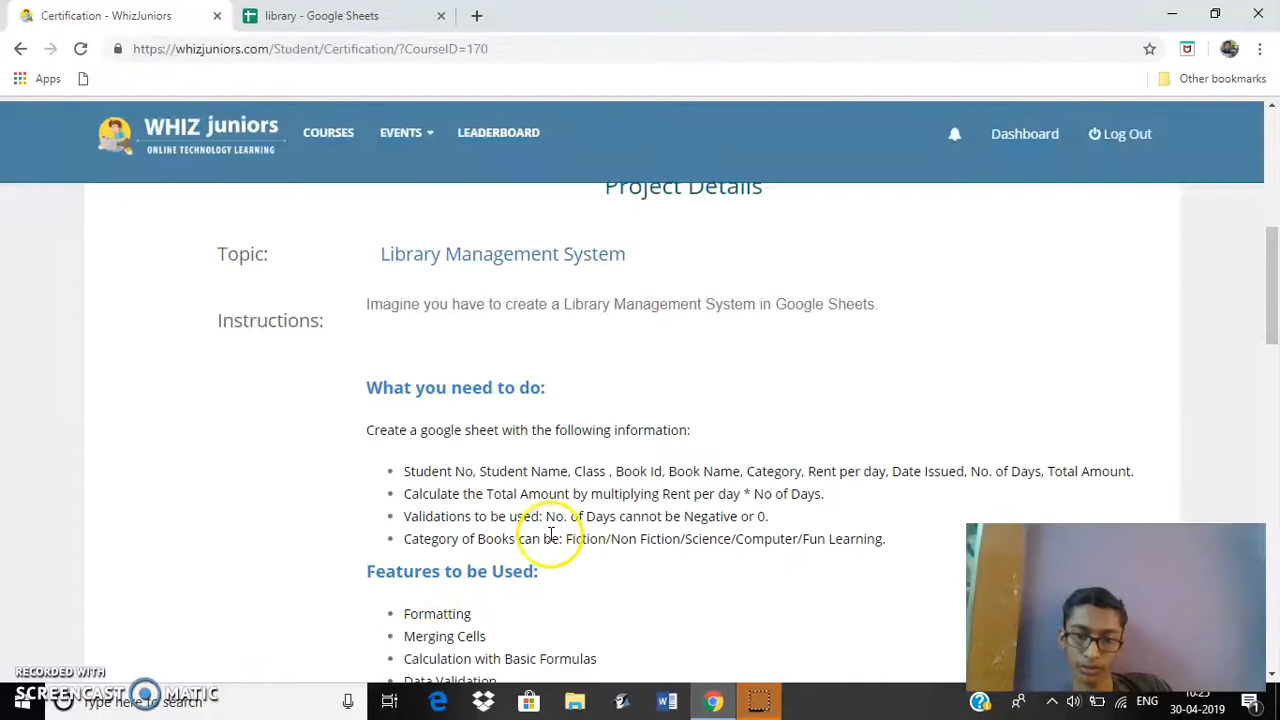 Certification - WhizJuniors
library - Google Sheets
https://whizjuniors.com/Student/Certification/?CourseID=170
Apps
Other bookmarks
WHIZ juniors
ONLINE TECHNOLOGY LEARNING
COURSES
EVENTS
LEADERBOARD
Dashboard
Log Out
Project Details
Topic:
Library Management System
Instructions:
Imagine you have to create a Library Management System in Google Sheets.
What you need to do:
Create a google sheet with the following information:
Student No, Student Name, Class , Book Id, Book Name, Category, Rent per day, Date Issued, No. of Days, Total Amount.
Calculate the Total Amount by multiplying Rent per day * No of Days.
Validations to be used: No. of Days cannot be Negative or 0.
Category of Books can be: Fiction/Non Fiction/Science/Computer/Fun Learning.
Features to be Used:
Formatting
Merging Cells
Calculation with Basic Formulas
Data Validation
RECORDED WITH
SCREENCAST MATIC
Type here to search
ENG
10:25
30-04-2019